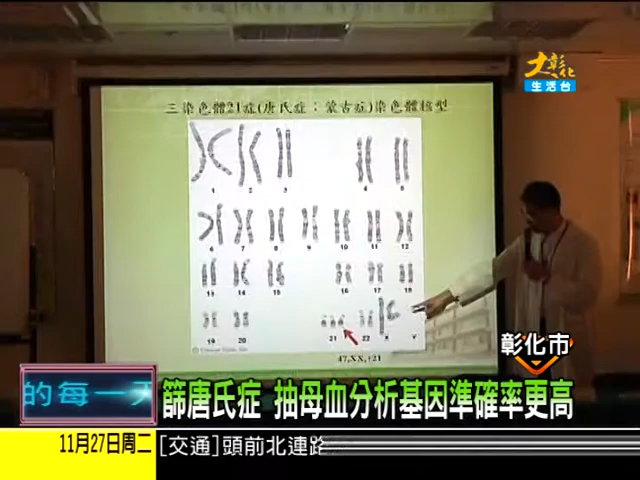 大彰化
生活台
三染色體21症(唐氏症;蒙古症)染色體核型
1 2 3 4 5
6 7 8 9 10 11 12
13 14 15 16 17 18
19 20 21 22 X Y
47,XX,+21
彰化市
的每一天
篩唐氏症 抽母血分析基因準確率更高
11月27日周二
[交通]頭前北連路